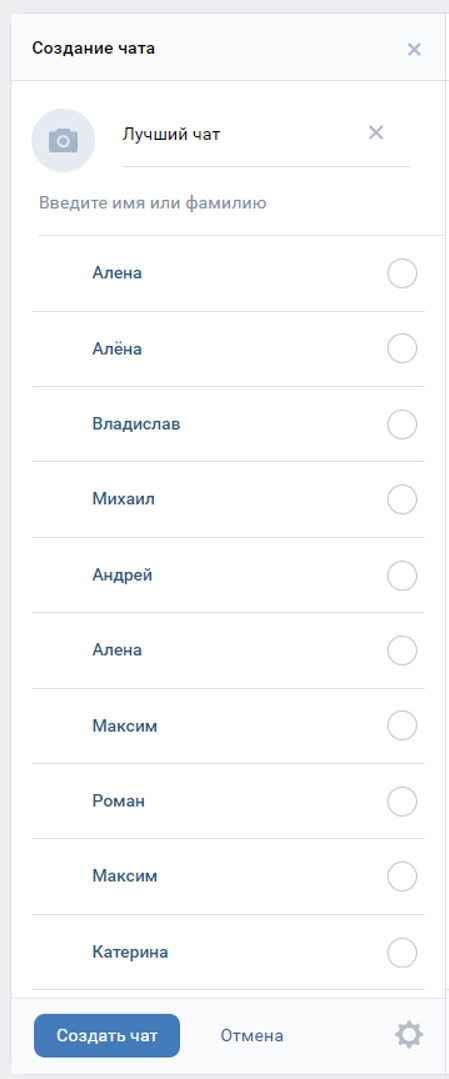 Создание чата
Лучший чат
Введите имя или фамилию
Алена
Алёна
Владислав
Михаил
Андрей
Алена
Максим
Роман
Максим
Катерина
Создать чат
Отмена